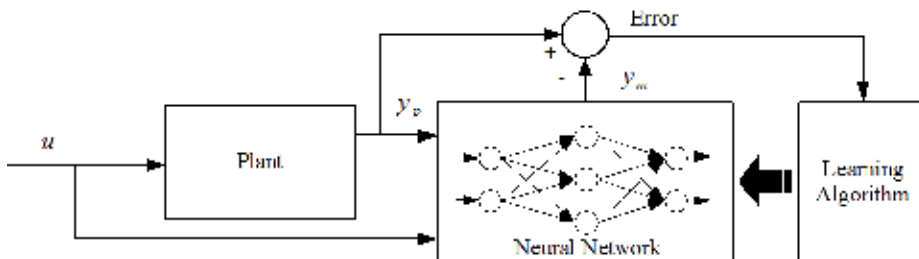 Error
+
-
y_m
y_p
u
Plant
Learning
Algorithm
Neural Network